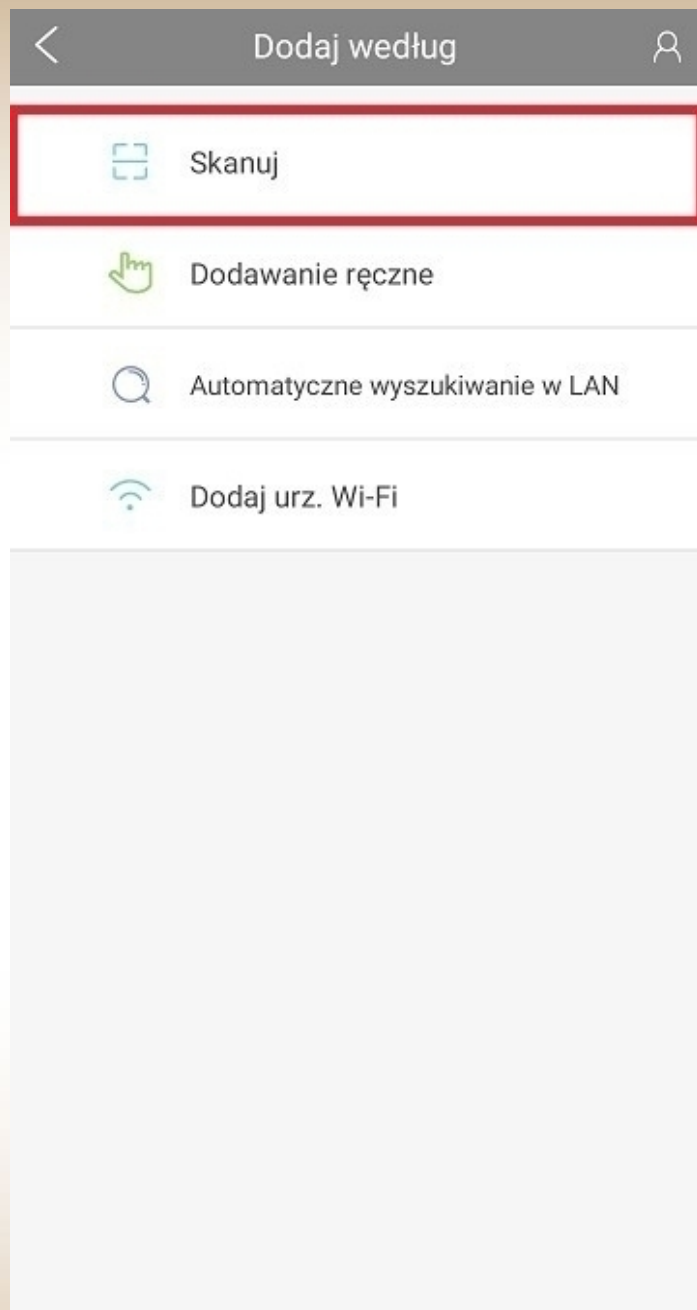 Dodaj według
Skanuj
Dodawanie ręczne
Automatyczne wyszukiwanie w LAN
Dodaj urz. Wi-Fi